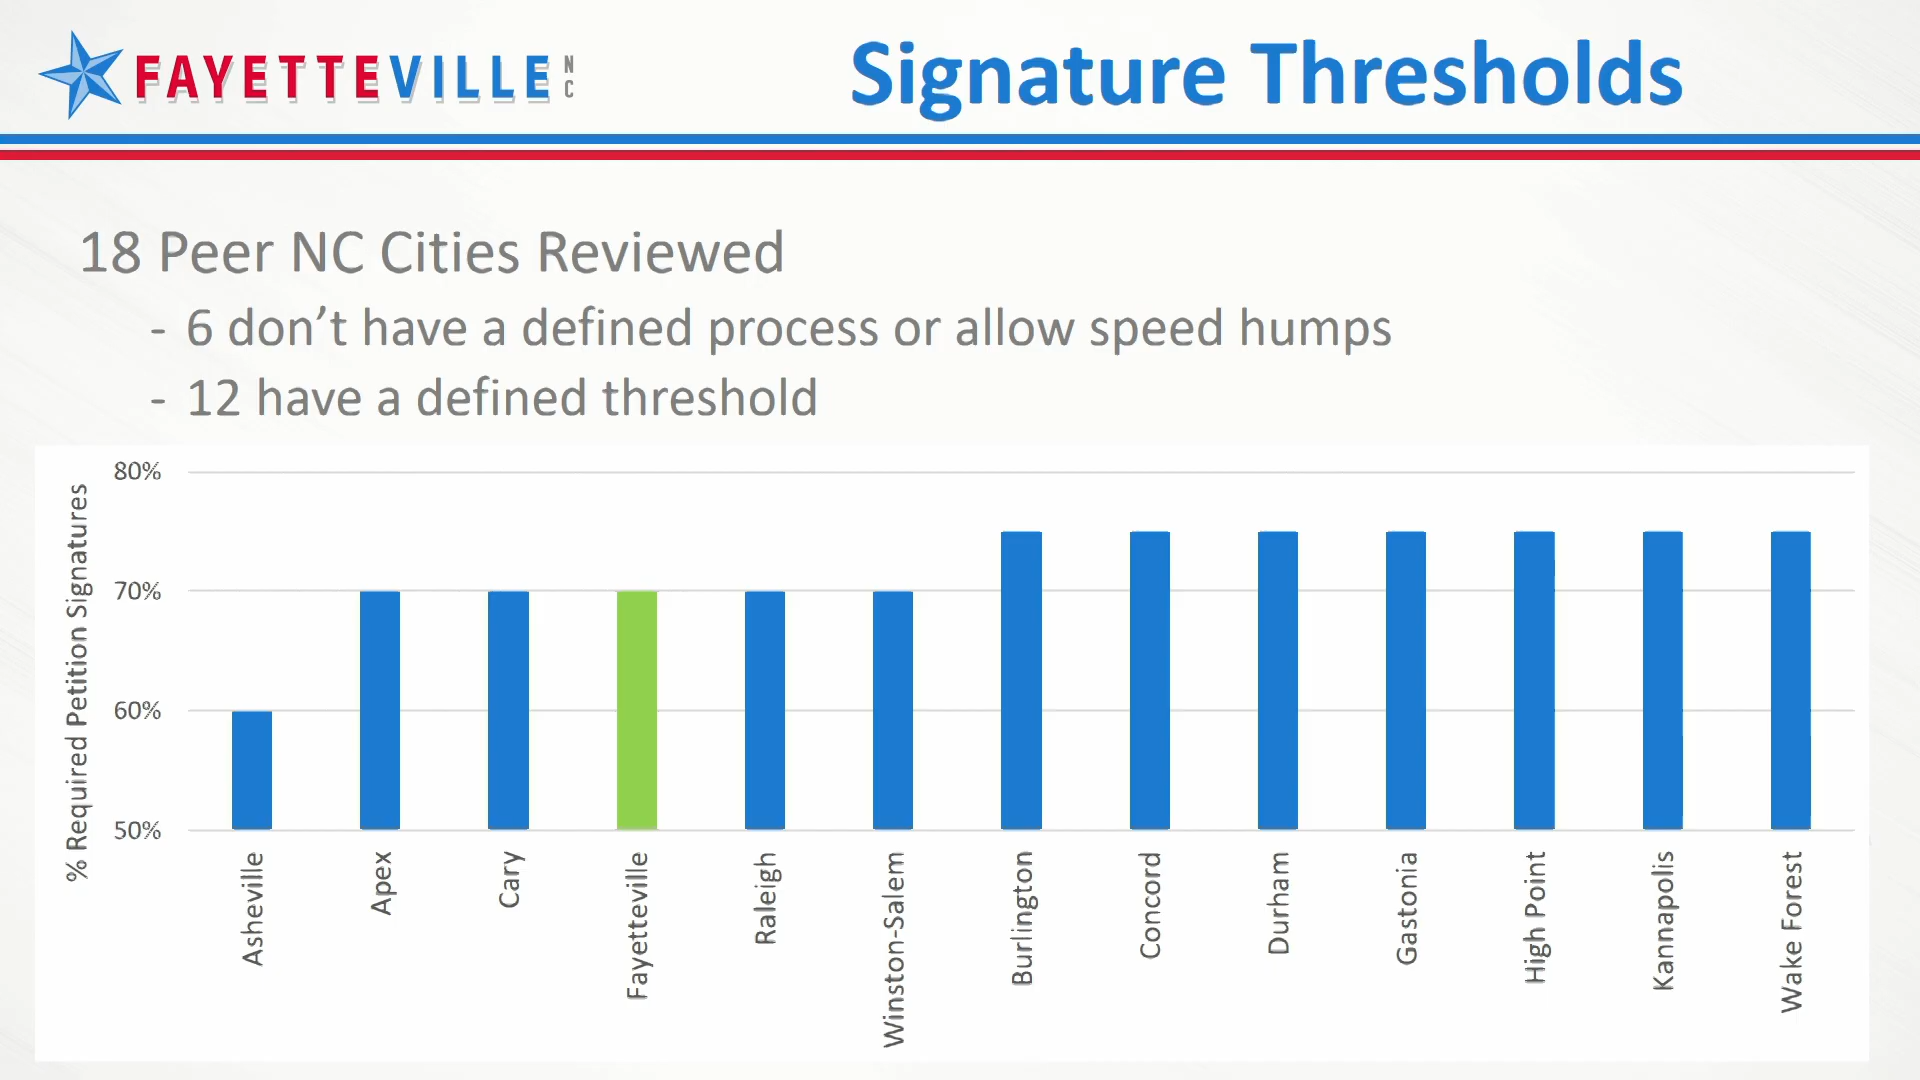 FAYETTEVILLE NC
Signature Thresholds
18 Peer NC Cities Reviewed
- 6 don’t have a defined process or allow speed humps
- 12 have a defined threshold
% Required Petition Signatures
80%
70%
60%
50%
Asheville
Apex
Cary
Fayetteville
Raleigh
Winston-Salem
Burlington
Concord
Durham
Gastonia
High Point
Kannapolis
Wake Forest